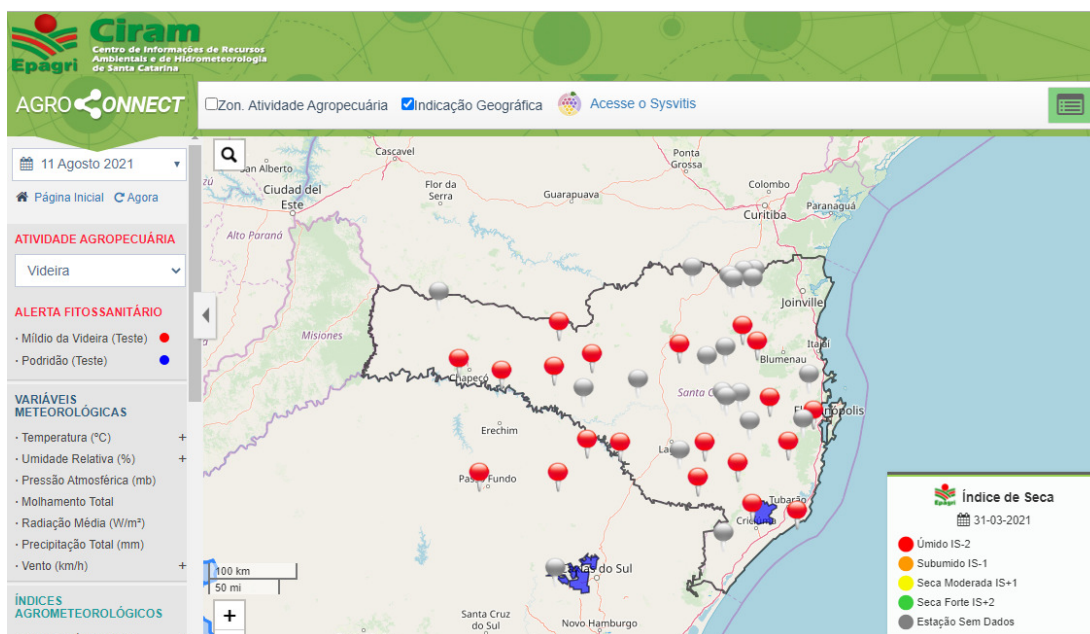 Epagri
Ciram
Centro de Informações de Recursos
Ambientais e de Hidrometeorologia
de Santa Catarina
AGRO CONNECT
Zon. Atividade Agropecuária Indicação Geográfica Acesse o Sysvitis
11 Agosto 2021
Página Inicial Agora
ATIVIDADE AGROPECUÁRIA
Videira
ALERTA FITOSSANITÁRIO
· Míldio da Videira (Teste)
· Podridão (Teste)
VARIÁVEIS
METEOROLÓGICAS
· Temperatura (ºC) +
· Umidade Relativa (%) +
· Pressão Atmosférica (mb)
· Molhamento Total
· Radiação Média (W/m²)
· Precipitação Total (mm)
· Vento (km/h) +
ÍNDICES
AGROMETEOROLÓGICOS
Cascavel
Ponta
Grossa
San Alberto
Ciudad del
Este
Flor da
Serra
Guarapuava
Colombo
Curitiba
Paranaguá
Alto Paraná
Misiones
Joinville
Itajaí
Blumenau
Chapecó
Santa C
Florianópolis
Erechim
Passo Fundo
Tubarão
Criciúma
Caxias do Sul
Santa Cruz
do Sul
Novo Hamburgo
100 km
50 mi
+
Epagri
Índice de Seca
31-03-2021
Úmido IS-2
Subumido IS-1
Seca Moderada IS+1
Seca Forte IS+2
Estação Sem Dados